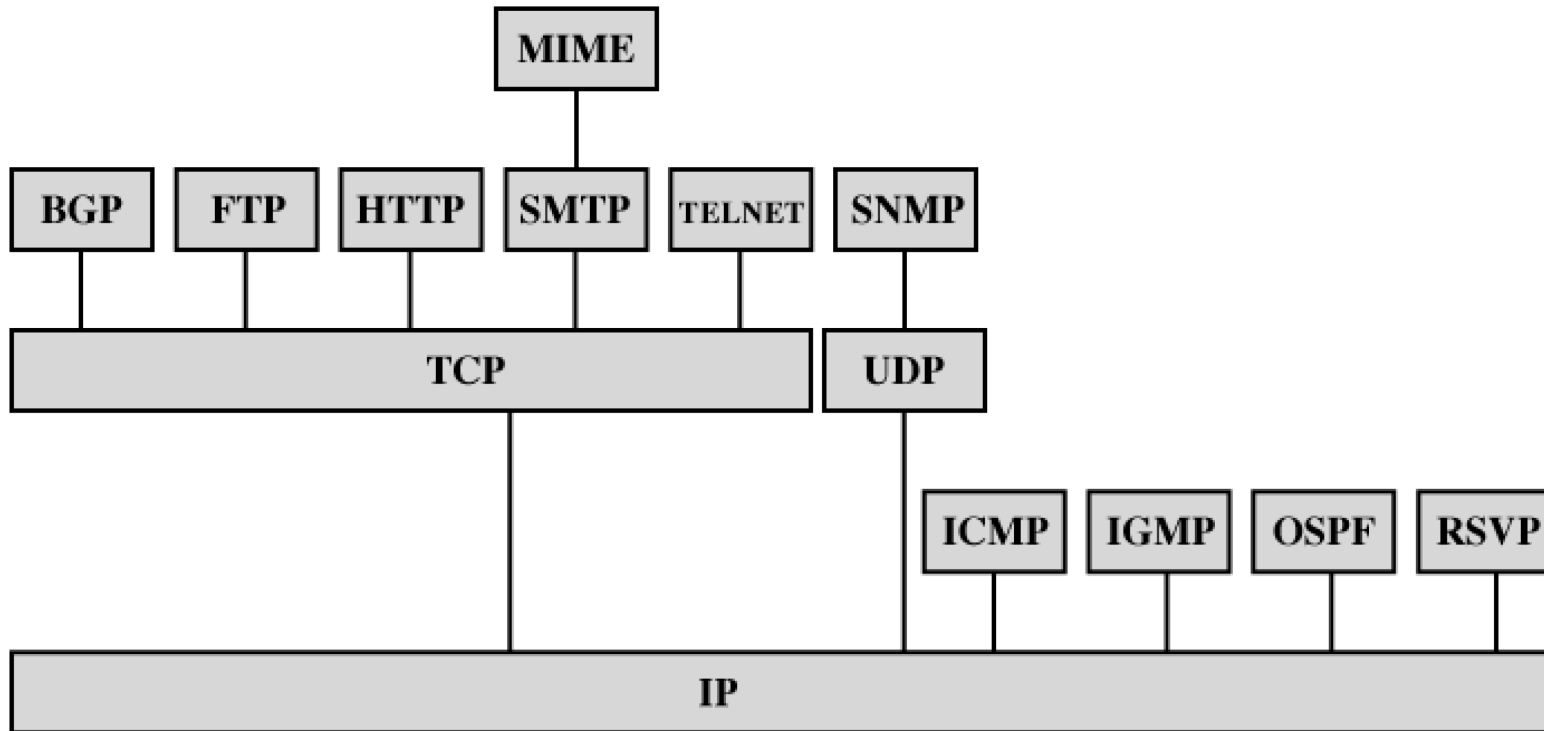 MIME
BGP FTP HTTP SMTP TELNET SNMP
TCP UDP
ICMP IGMP OSPF RSVP
IP